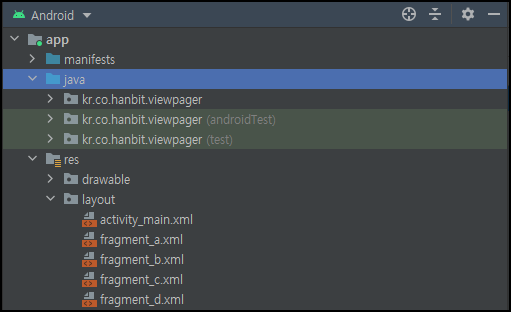 Android
app
manifests
java
kr.co.hanbit.viewpager
kr.co.hanbit.viewpager (androidTest)
kr.co.hanbit.viewpager (test)
res
drawable
layout
activity_main.xml
fragment_a.xml
fragment_b.xml
fragment_c.xml
fragment_d.xml